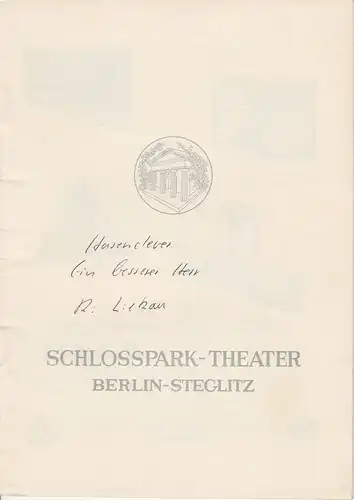 Hasenclever
Ein besserer Herr
R: Lietzau
SCHLOSSPARK-THEATER
BERLIN-STEGLITZ